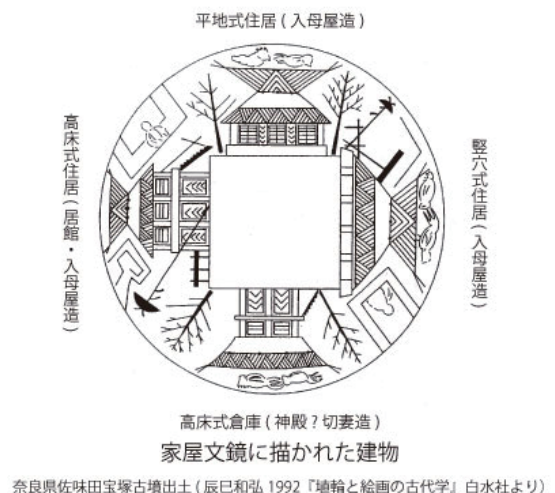 平地式住居(入母屋造)
高床式住居(居館・入母屋造)
竪穴式住居(入母屋造)
高床式倉庫(神殿?切妻造)
家屋文鏡に描かれた建物
奈良県佐味田宝塚古墳出土(辰巳和弘1992『埴輪と絵画の古代学』白水社より)